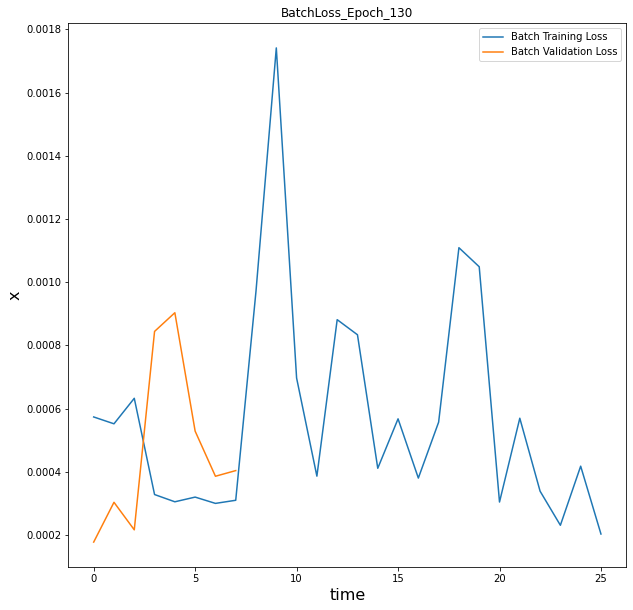 BatchLoss_Epoch_130
Batch Training Loss
Batch Validation Loss
0.0018
0.0016
0.0014
0.0012
0.0010
0.0008
0.0006
0.0004
0.0002
x
0 5 10 15 20 25
time